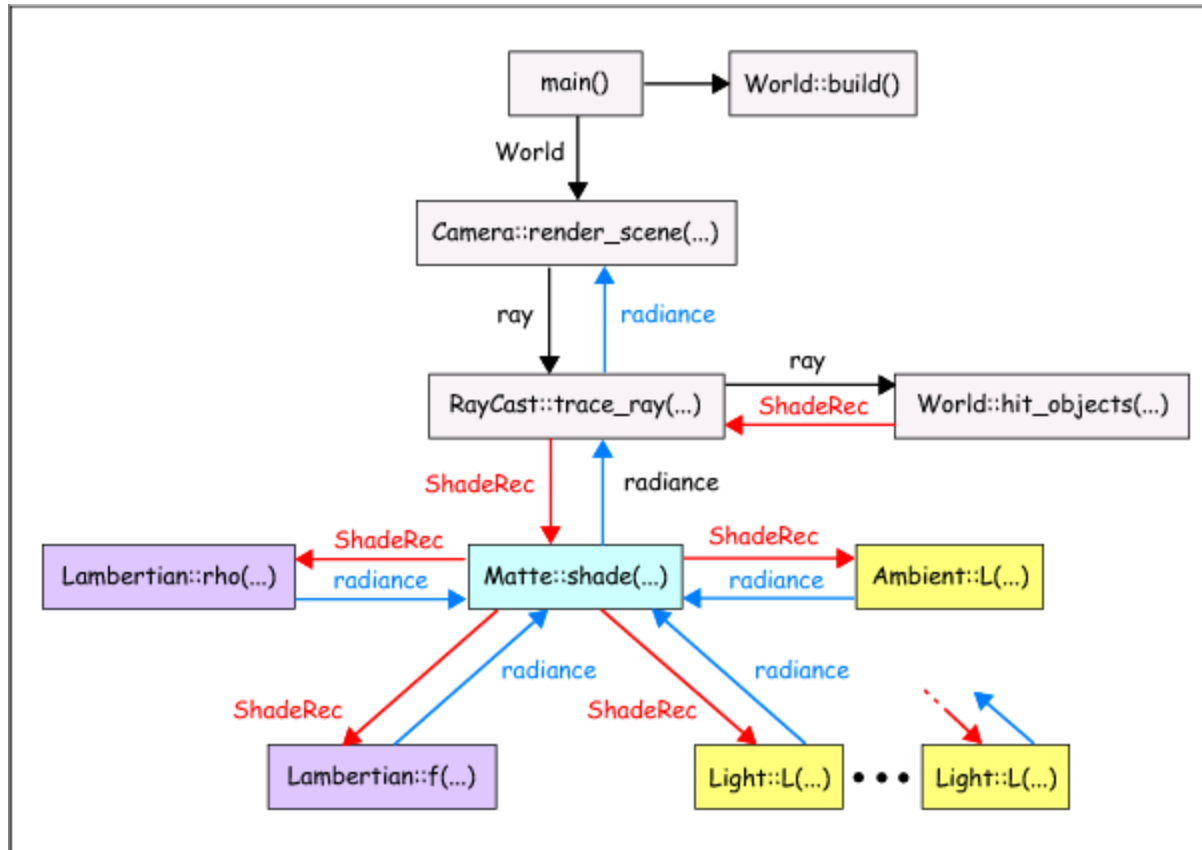 main()
World::build()
World
Camera::render_scene(...)
ray
radiance
ray
RayCast::trace_ray(...)
World::hit_objects(...)
ShadeRec
ShadeRec
radiance
ShadeRec
ShadeRec
Lambertian::rho(...)
radiance
Matte::shade(...)
radiance
Ambient::L(...)
radiance
radiance
ShadeRec
ShadeRec
Lambertian::f(...)
Light::L(...)
Light::L(...)